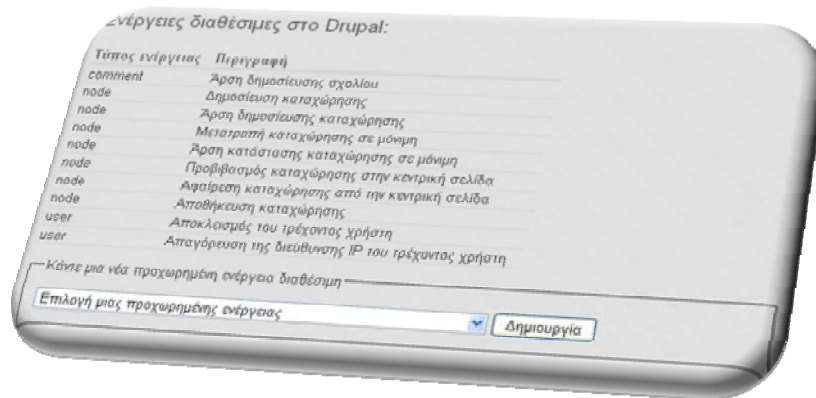 Ενέργειες διαθέσιμες στο Drupal:
Τύπος ενέργειας Περιγραφή
comment Άρση δημοσίευσης σχολίου
node Δημοσίευση καταχώρησης
node Άρση δημοσίευσης καταχώρησης
node Μετατροπή καταχώρησης σε μόνιμη
node Άρση κατάστασης καταχώρησης σε μόνιμη
node Προβιβασμός καταχώρησης στην κεντρική σελίδα
node Αφαίρεση καταχώρησης από την κεντρική σελίδα
node Αποθήκευση καταχώρησης
user Αποκλεισμός του τρέχοντος χρήστη
user Απαγόρευση της διεύθυνσης IP του τρέχοντος χρήστη
Κάντε μια νέα προχωρημένη ενέργεια διαθέσιμη
Επιλογή μιας προχωρημένης ενέργειας Δημιουργία